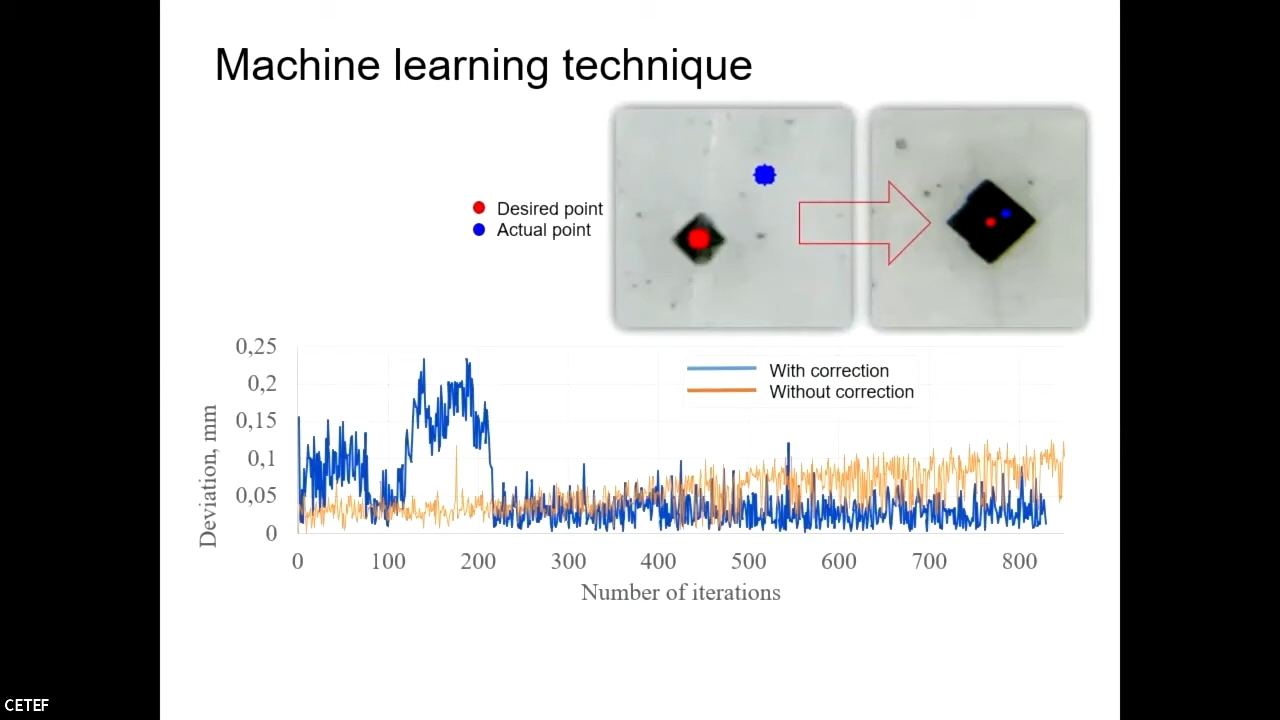 Machine learning technique
Desired point
Actual point
0,25
0,2
0,15
0,1
0,05
0
Deviation, mm
With correction
Without correction
0 100 200 300 400 500 600 700 800
Number of iterations
CETEF